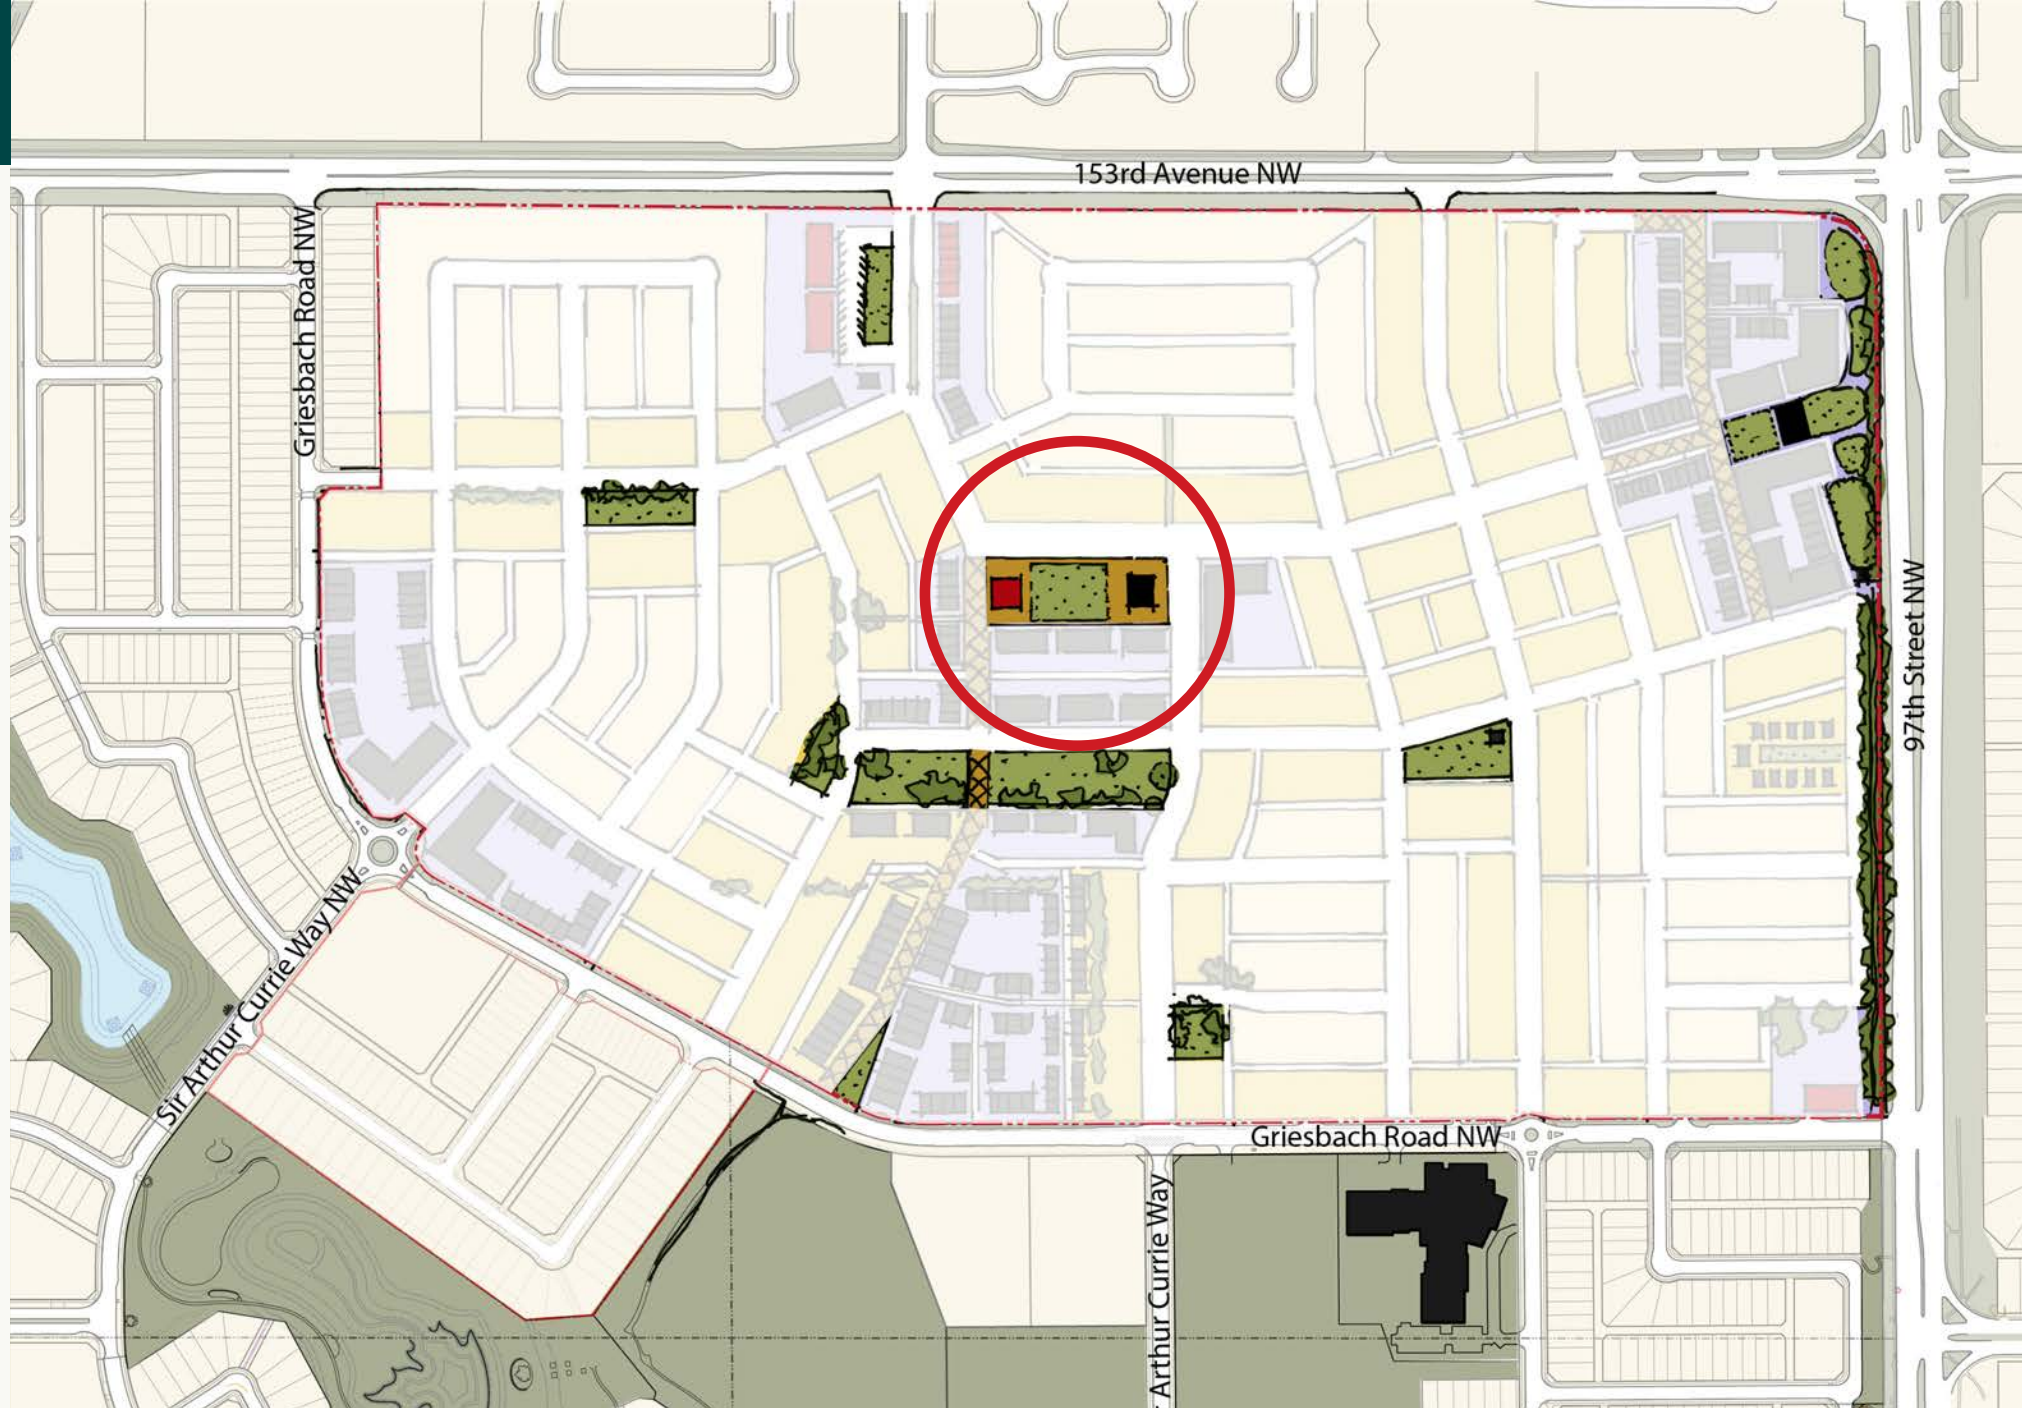 153rd Avenue NW
Griesbach Road NW
97th Street NW
Sir Arthur Currie Way NW
Griesbach Road NW
Arthur Currie Way